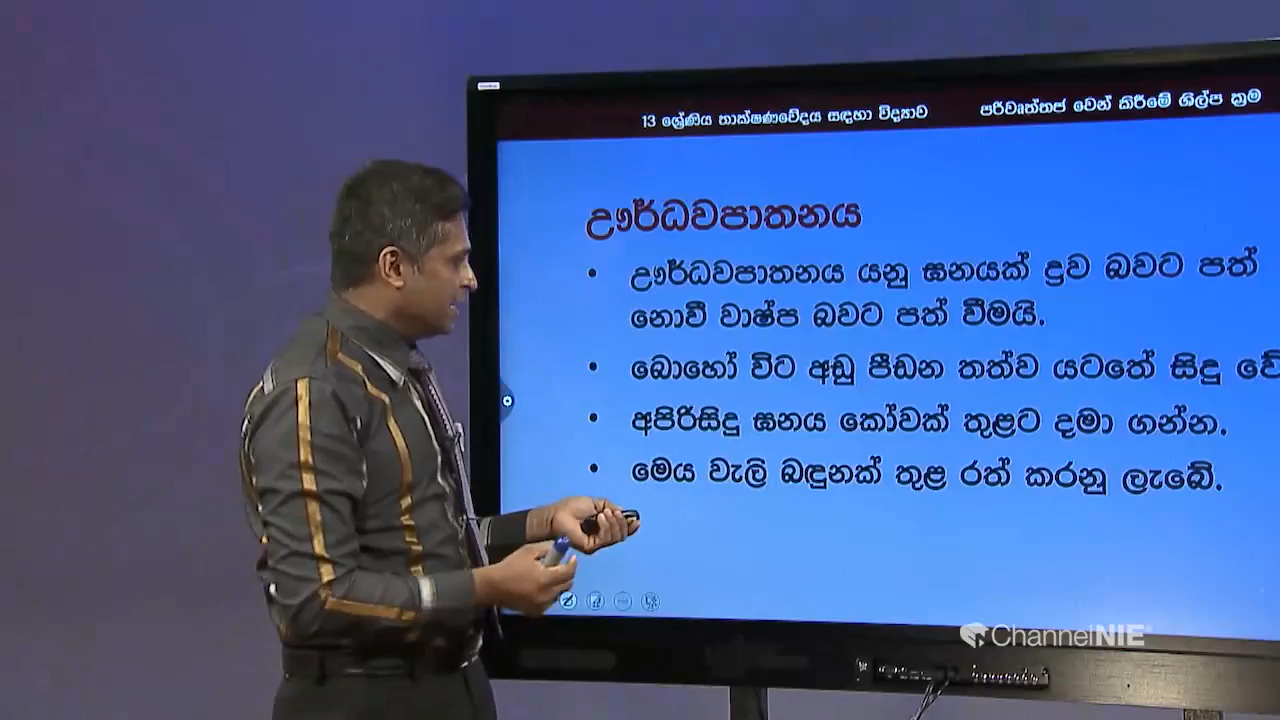 13 ශ්‍රේණිය තාක්ෂණවේදය සඳහා විද්‍යාව පරිවෘත්තජ වෙන් කිරීමේ ශිල්ප ක්‍රම
ඌර්ධවපාතනය
• ඌර්ධවපාතනය යනු ඝනයක් ද්‍රව බවට පත්
නොවී වාෂ්ප බවට පත් වීමයි.
• බොහෝ විට අඩු පීඩන තත්ව යටතේ සිදු වේ
• අපිරිසිදු ඝනය කෝවක් තුළට දමා ගන්න.
• මෙය වැලි බඳුනක් තුළ රත් කරනු ලැබේ.
ChannelNIE